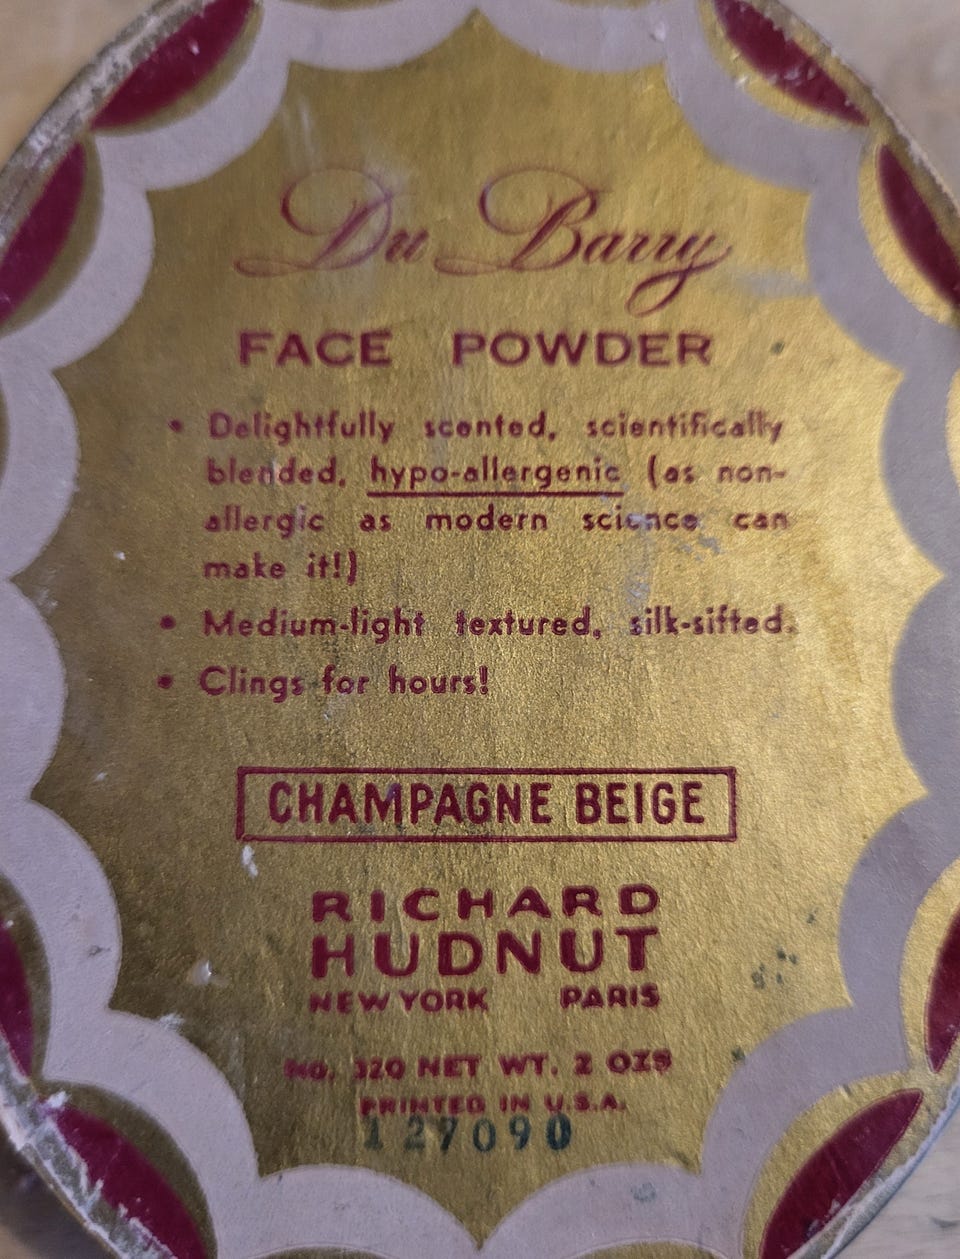 Du Barry
FACE POWDER
• Delightfully scented, scientifically
blended, hypo-allergenic (as non-
allergic as modern science can
make it!)
• Medium-light textured, silk-sifted.
• Clings for hours!
CHAMPAGNE BEIGE
RICHARD
HUDNUT
NEW YORK PARIS
NO. 320 NET WT. 2 OZS
PRINTED IN U.S.A.
127090